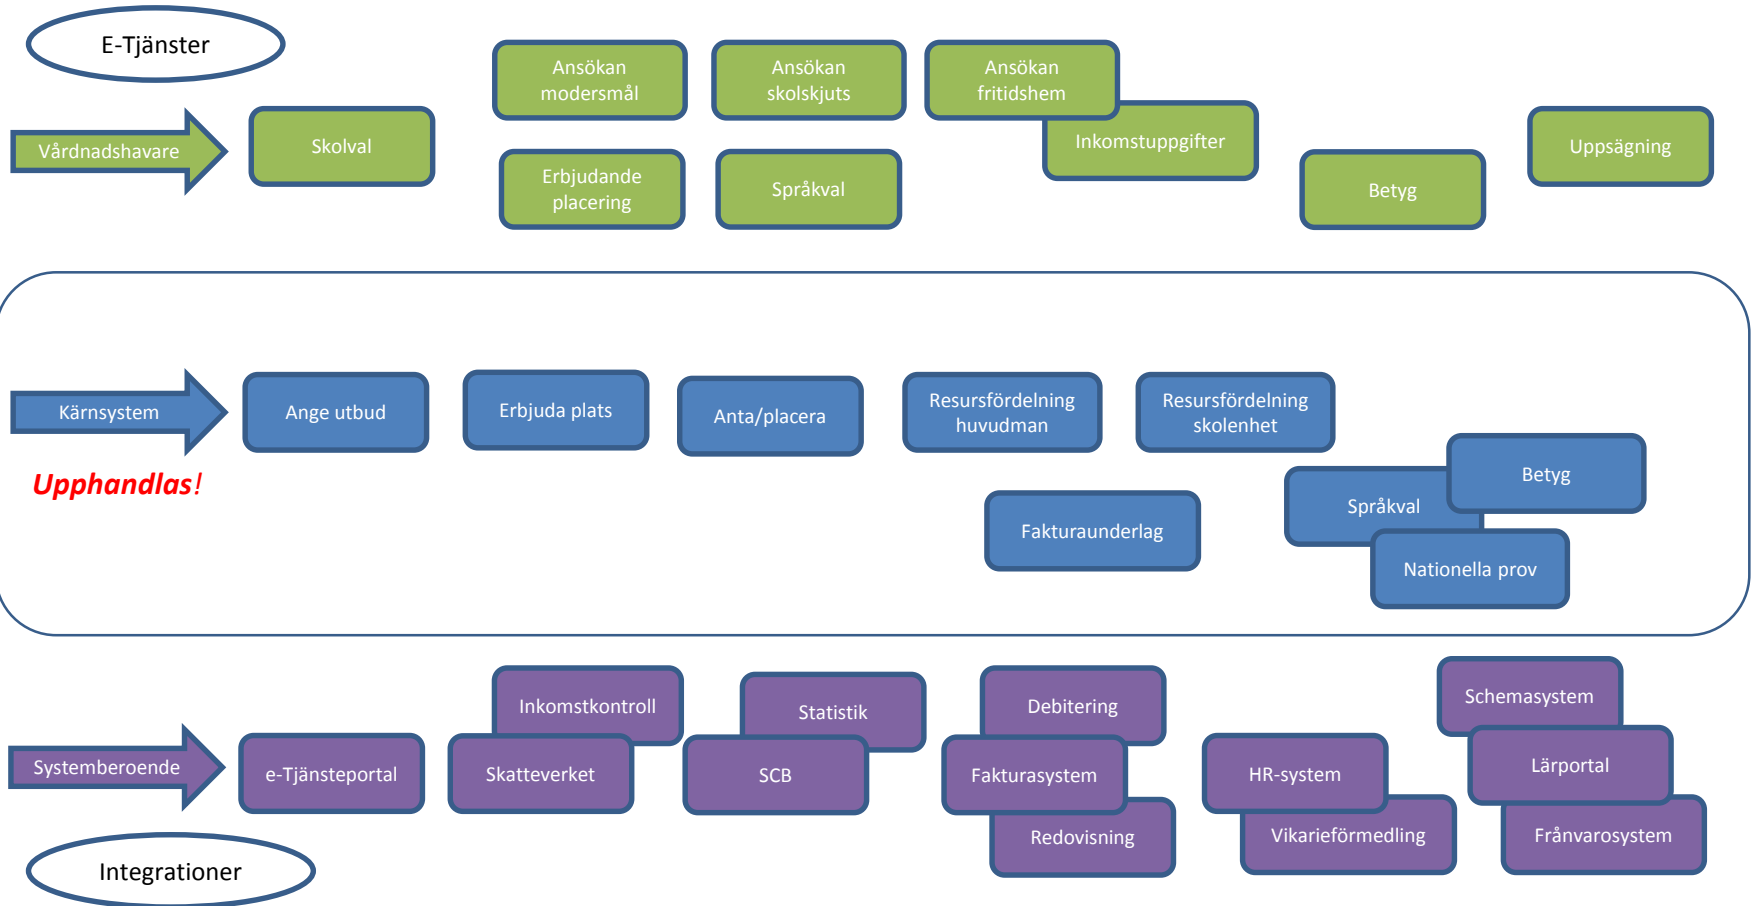 E-Tjänster
Vårdnadshavare
Skolval
Ansökan
modersmål
Ansökan
skolskjuts
Ansökan
fritidshem
Inkomstuppgifter
Erbjudande
placering
Språkval
Betyg
Uppsägning
Kärnsystem
Upphandlas!
Ange utbud
Erbjuda plats
Anta/placera
Resursfördelning
huvudman
Resursfördelning
skolenhet
Fakturaunderlag
Språkval
Betyg
Nationella prov
Systemberoende
e-Tjänsteportal
Inkomstkontroll
Skatteverket
Statistik
SCB
Debitering
Fakturasystem
Redovisning
HR-system
Vikarieförmedling
Schemasystem
Lärportal
Frånvarosystem
Integrationer